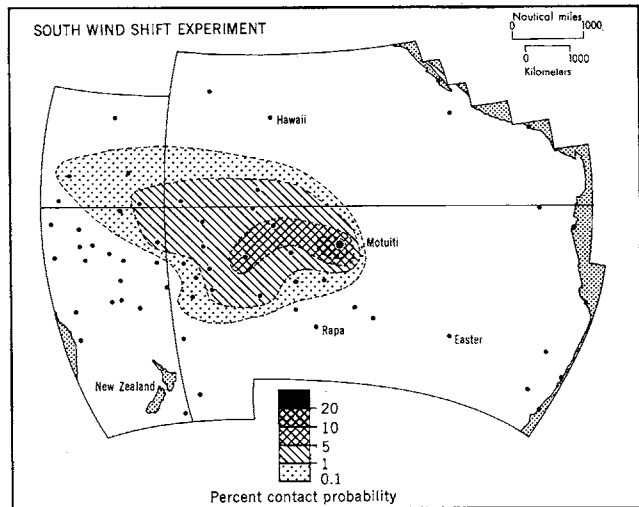 SOUTH WIND SHIFT EXPERIMENT
Nautical miles
0 1000
0 1000
Kilometers
Hawaii
Motuiti
Rapa
Easter
New Zealand
20
10
5
1
0.1
Percent contact probability